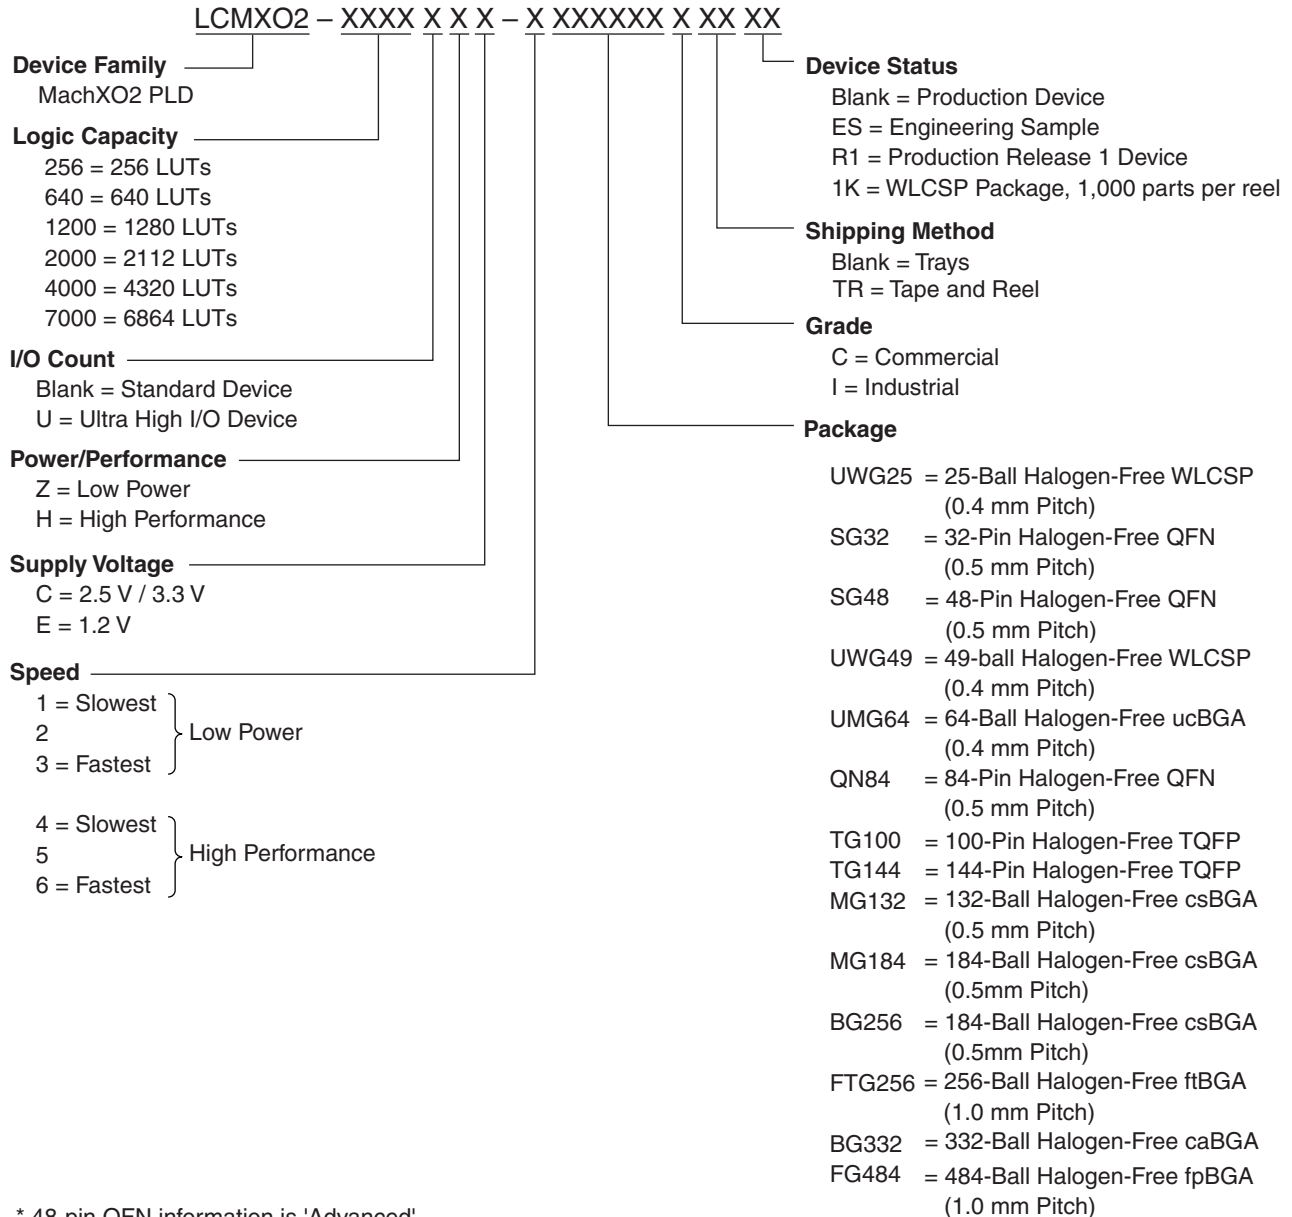 LCMXO2 – XXXX X X X – X XXXXXX X XX XX
Device Family
MachXO2 PLD
Logic Capacity
256 = 256 LUTs
640 = 640 LUTs
1200 = 1280 LUTs
2000 = 2112 LUTs
4000 = 4320 LUTs
7000 = 6864 LUTs
I/O Count
Blank = Standard Device
U = Ultra High I/O Device
Power/Performance
Z = Low Power
H = High Performance
Supply Voltage
C = 2.5 V / 3.3 V
E = 1.2 V
Speed
1 = Slowest
2
3 = Fastest
Low Power
4 = Slowest
5
6 = Fastest
High Performance
Device Status
Blank = Production Device
ES = Engineering Sample
R1 = Production Release 1 Device
1K = WLCSP Package, 1,000 parts per reel
Shipping Method
Blank = Trays
TR = Tape and Reel
Grade
C = Commercial
I = Industrial
Package
UWG25 = 25-Ball Halogen-Free WLCSP
(0.4 mm Pitch)
SG32 = 32-Pin Halogen-Free QFN
(0.5 mm Pitch)
SG48 = 48-Pin Halogen-Free QFN
(0.5 mm Pitch)
UWG49 = 49-ball Halogen-Free WLCSP
(0.4 mm Pitch)
UMG64 = 64-Ball Halogen-Free ucBGA
(0.4 mm Pitch)
QN84 = 84-Pin Halogen-Free QFN
(0.5 mm Pitch)
TG100 = 100-Pin Halogen-Free TQFP
TG144 = 144-Pin Halogen-Free TQFP
MG132 = 132-Ball Halogen-Free csBGA
(0.5 mm Pitch)
MG184 = 184-Ball Halogen-Free csBGA
(0.5mm Pitch)
BG256 = 184-Ball Halogen-Free csBGA
(0.5mm Pitch)
FTG256 = 256-Ball Halogen-Free ftBGA
(1.0 mm Pitch)
BG332 = 332-Ball Halogen-Free caBGA
FG484 = 484-Ball Halogen-Free fpBGA
(1.0 mm Pitch)
* 48-pin QFN information is 'Advanced'